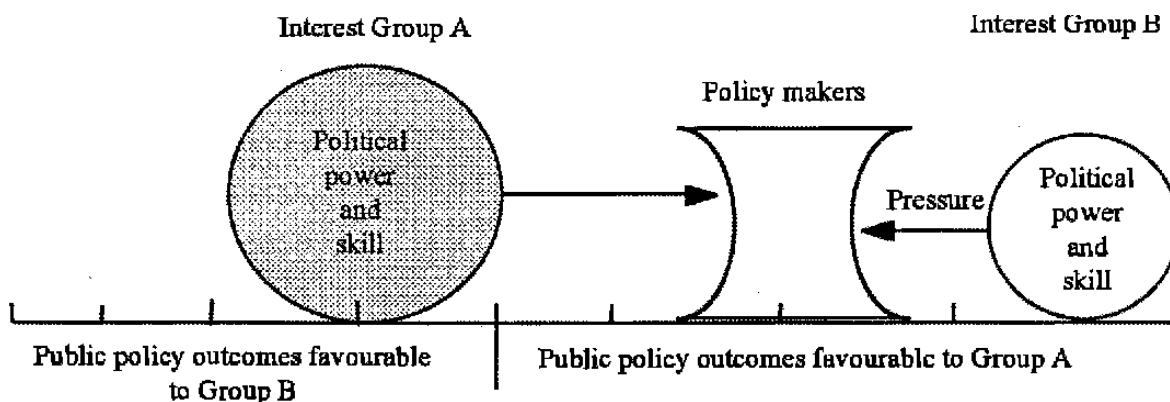 Interest Group A
Interest Group B
Policy makers
Political
power
and
skill
Pressure
Political
power
and
skill
Public policy outcomes favourable
to Group B
Public policy outcomes favourable to Group A